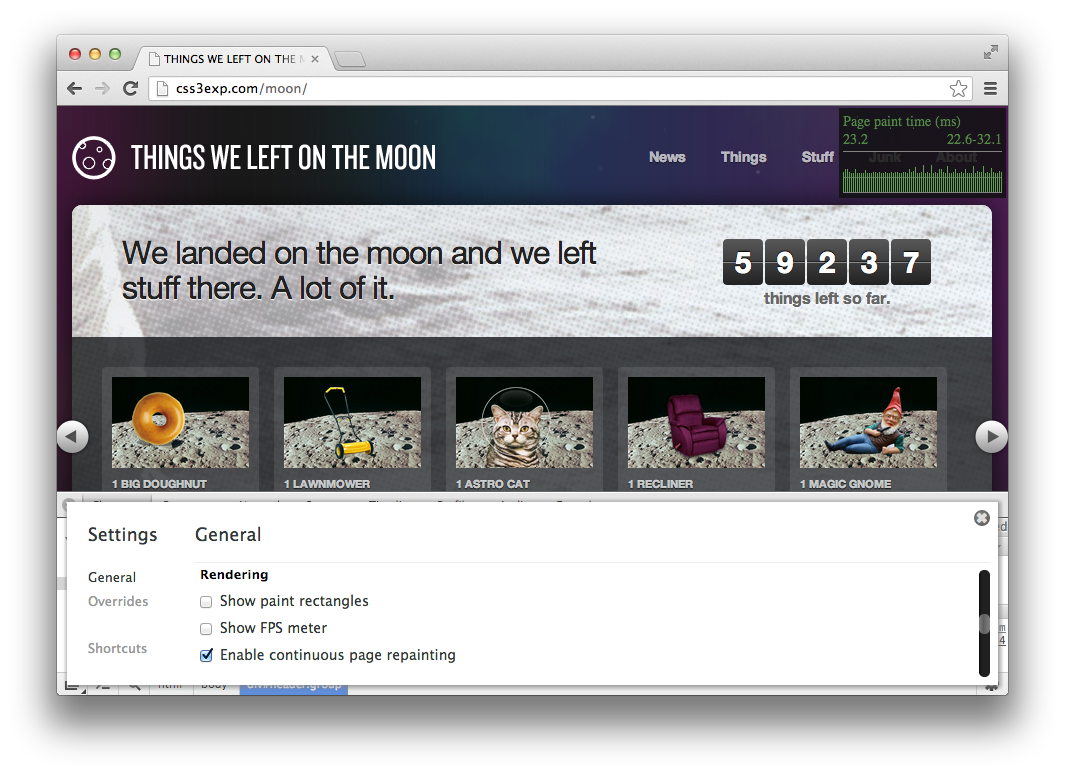 THINGS WE LEFT ON THE
css3exp.com/moon/
THINGS WE LEFT ON THE MOON
News Things Stuff Junk About
Page paint time (ms)
23.2 22.6-32.1
We landed on the moon and we left
stuff there. A lot of it.
5 9 2 3 7
things left so far.
1 BIG DOUGHNUT 1 LAWNMOWER 1 ASTRO CAT 1 RECLINER 1 MAGIC GNOME
Settings General
General
Overrides
Shortcuts
Rendering
Show paint rectangles
Show FPS meter
Enable continuous page repainting
html body div#header.group